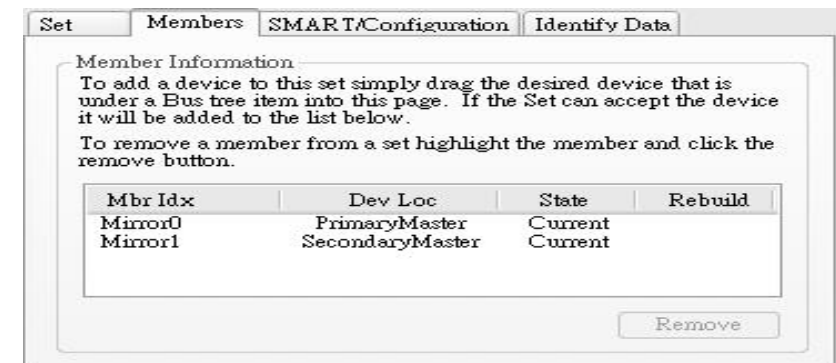 Set Members SMART/Configuration Identify Data
Member Information
To add a device to this set simply drag the desired device that is
under a Bus tree item into this page. If the Set can accept the device
it will be added to the list below.
To remove a member from a set highlight the member and click the
remove button.
Mbr Idx Dev Loc State Rebuild
Mirror0 PrimaryMaster Current
Mirror1 SecondaryMaster Current
Remove